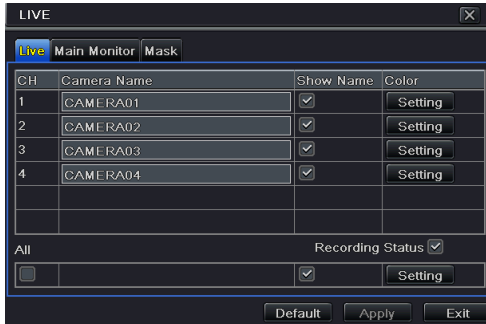 LIVE
Live Main Monitor Mask
CH Camera Name Show Name Color
1 CAMERA01 Setting
2 CAMERA02 Setting
3 CAMERA03 Setting
4 CAMERA04 Setting
All Recording Status
Setting
Default Apply Exit